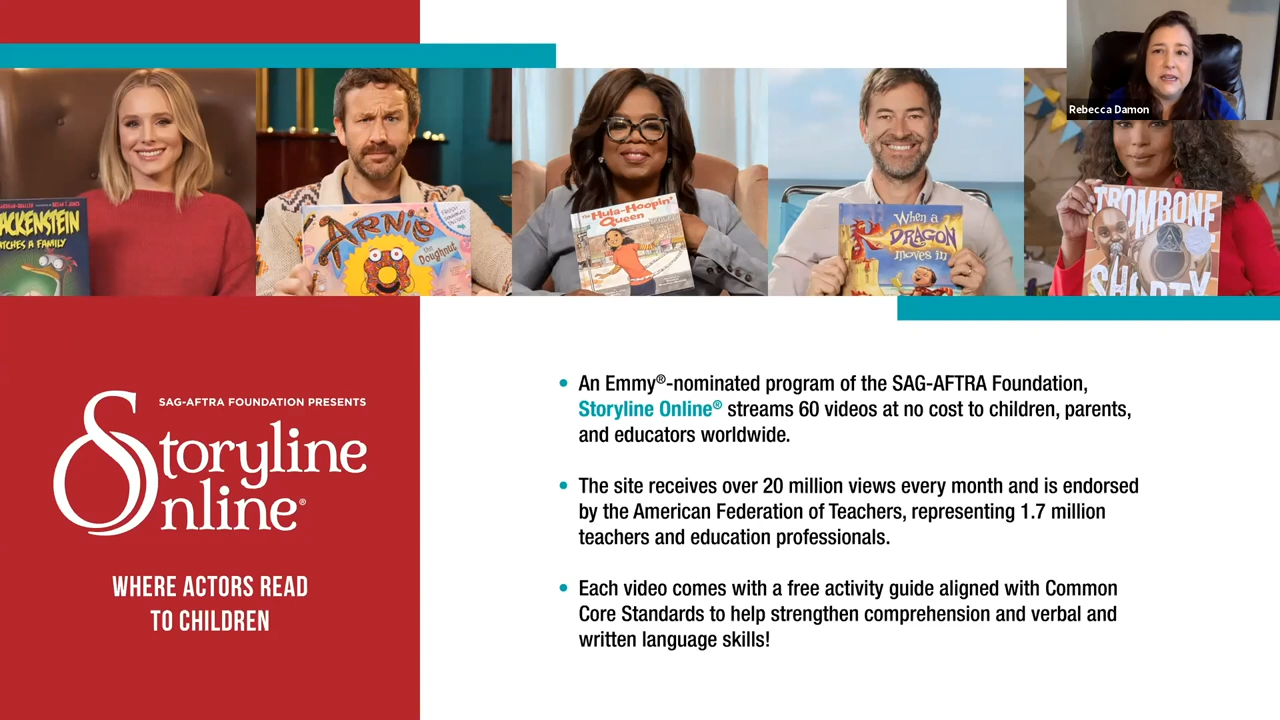 Rebecca Damon
ACKENSTEIN
TCHES A FAMILY
ARNIE
the Doughnut
The Hula-Hoopin'
Queen
When a
DRAGON
moves in
TROMBONE
SHORTY
SAG-AFTRA FOUNDATION PRESENTS
Storyline
Online®
WHERE ACTORS READ
TO CHILDREN
• An Emmy®-nominated program of the SAG-AFTRA Foundation,
Storyline Online® streams 60 videos at no cost to children, parents,
and educators worldwide.
• The site receives over 20 million views every month and is endorsed
by the American Federation of Teachers, representing 1.7 million
teachers and education professionals.
• Each video comes with a free activity guide aligned with Common
Core Standards to help strengthen comprehension and verbal and
written language skills!